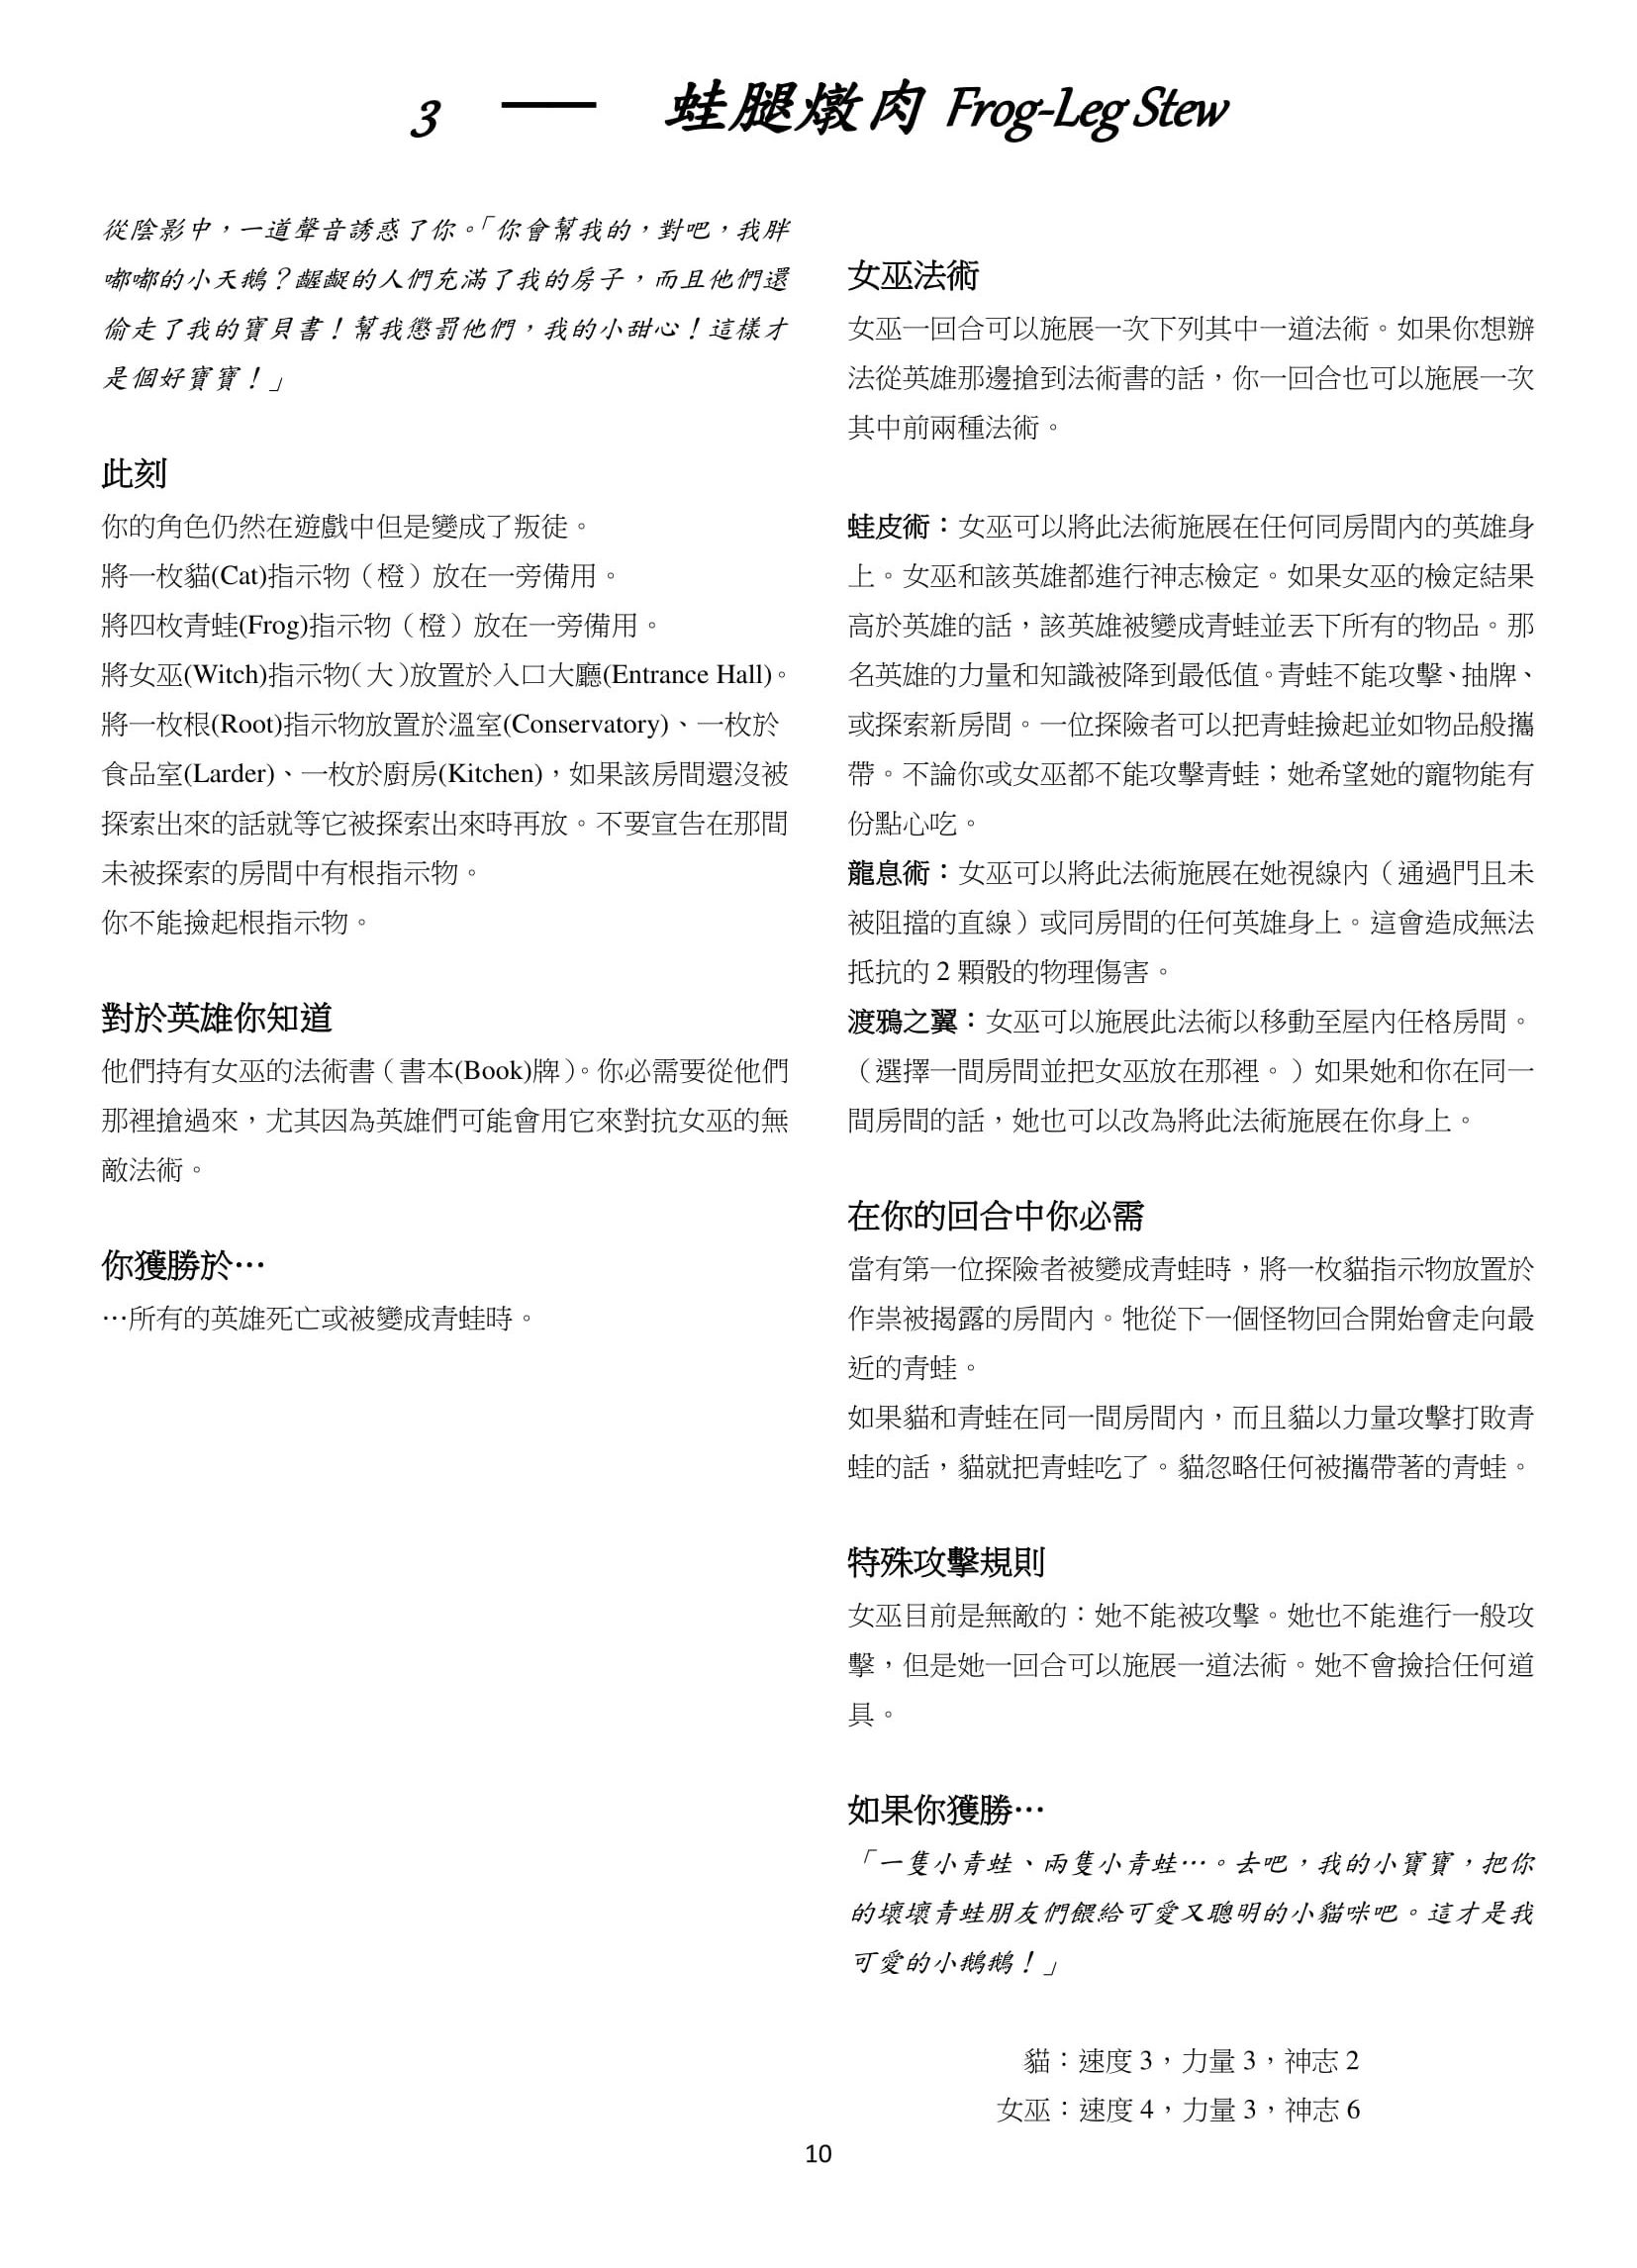 3 — 蛙腿燉肉 Frog-Leg Stew
從陰影中，一道聲音誘惑了你。「你會幫我的，對吧，我胖
嘟嘟的小天鵝？齷齪的人們充滿了我的房子，而且他們還
偷走了我的寶貝書！幫我懲罰他們，我的小甜心！這樣才
是個好寶寶！」
此刻
你的角色仍然在遊戲中但是變成了叛徒。
將一枚貓(Cat)指示物（橙）放在一旁備用。
將四枚青蛙(Frog)指示物（橙）放在一旁備用。
將女巫(Witch)指示物（大）放置於入口大廳(Entrance Hall)。
將一枚根(Root)指示物放置於溫室(Conservatory)、一枚於
食品室(Larder)、一枚於廚房(Kitchen)，如果該房間還沒被
探索出來的話就等它被探索出來時再放。不要宣告在那間
未被探索的房間中有根指示物。
你不能撿起根指示物。
對於英雄你知道
他們持有女巫的法術書（書本(Book)牌）。你必需要從他們
那裡搶過來，尤其因為英雄們可能會用它來對抗女巫的無
敵法術。
你獲勝於…
…所有的英雄死亡或被變成青蛙時。
女巫法術
女巫一回合可以施展一次下列其中一道法術。如果你想辦
法從英雄那邊搶到法術書的話，你一回合也可以施展一次
其中前兩種法術。
蛙皮術：女巫可以將此法術施展在任何同房間內的英雄身
上。女巫和該英雄都進行神志檢定。如果女巫的檢定結果
高於英雄的話，該英雄被變成青蛙並丟下所有的物品。那
名英雄的力量和知識被降到最低值。青蛙不能攻擊、抽牌、
或探索新房間。一位探險者可以把青蛙撿起並如物品般攜
帶。不論你或女巫都不能攻擊青蛙；她希望她的寵物能有
份點心吃。
龍息術：女巫可以將此法術施展在她視線內（通過門且未
被阻擋的直線）或同房間的任何英雄身上。這會造成無法
抵抗的 2 顆骰的物理傷害。
渡鴉之翼：女巫可以施展此法術以移動至屋內任格房間。
（選擇一間房間並把女巫放在那裡。）如果她和你在同一
間房間的話，她也可以改為將此法術施展在你身上。
在你的回合中你必需
當有第一位探險者被變成青蛙時，將一枚貓指示物放置於
作祟被揭露的房間內。牠從下一個怪物回合開始會走向最
近的青蛙。
如果貓和青蛙在同一間房間內，而且貓以力量攻擊打敗青
蛙的話，貓就把青蛙吃了。貓忽略任何被攜帶著的青蛙。
特殊攻擊規則
女巫目前是無敵的：她不能被攻擊。她也不能進行一般攻
擊，但是她一回合可以施展一道法術。她不會撿拾任何道
具。
如果你獲勝…
「一隻小青蛙、兩隻小青蛙…。去吧，我的小寶寶，把你
的壞壞青蛙朋友們餵給可愛又聰明的小貓咪吧。這才是我
可愛的小鵝鵝！」
貓：速度 3，力量 3，神志 2
女巫：速度 4，力量 3，神志 6
10